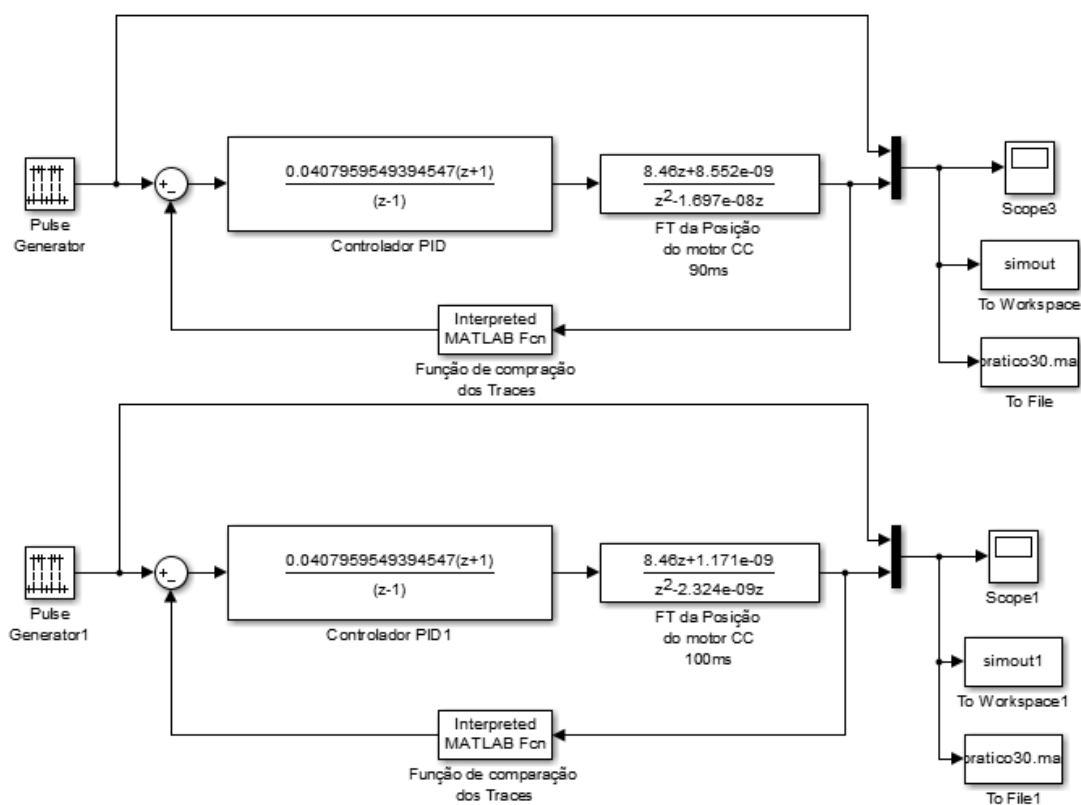 0.0407959549394547(z+1)
(z-1)
Controlador PID
8.46z+8.552e-09
z²-1.697e-08z
FT da Posição
do motor CC
90ms
+
-
Pulse
Generator
Scope3
simout
To Workspace
Interpreted
MATLAB Fcn
Função de compração
dos Traces
pratico30.ma
To File
0.0407959549394547(z+1)
(z-1)
Controlador PID1
8.46z+1.171e-09
z²-2.324e-09z
FT da Posição
do motor CC
100ms
+
-
Pulse
Generator1
Scope1
simout1
To Workspace1
Interpreted
MATLAB Fcn
Função de comparação
dos Traces
pratico30.ma
To File1